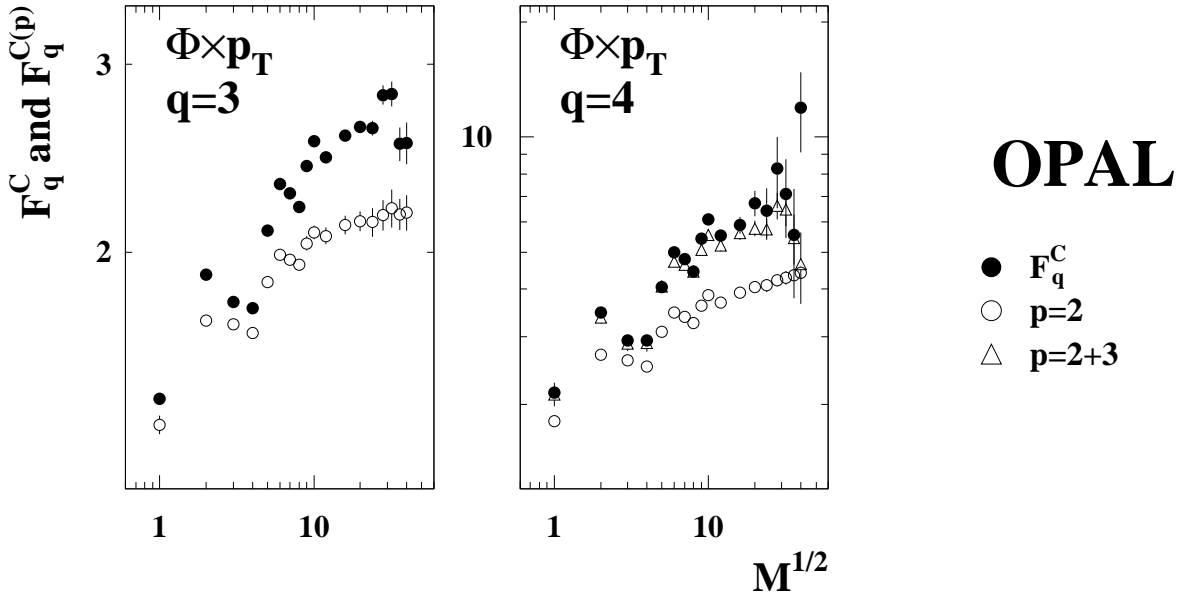 F_q^C and F_q^{C(p)}
Φ×p_T
q=3
3
2
1
10
Φ×p_T
q=4
10
1
10
M^{1/2}
OPAL
F_q^C
p=2
p=2+3